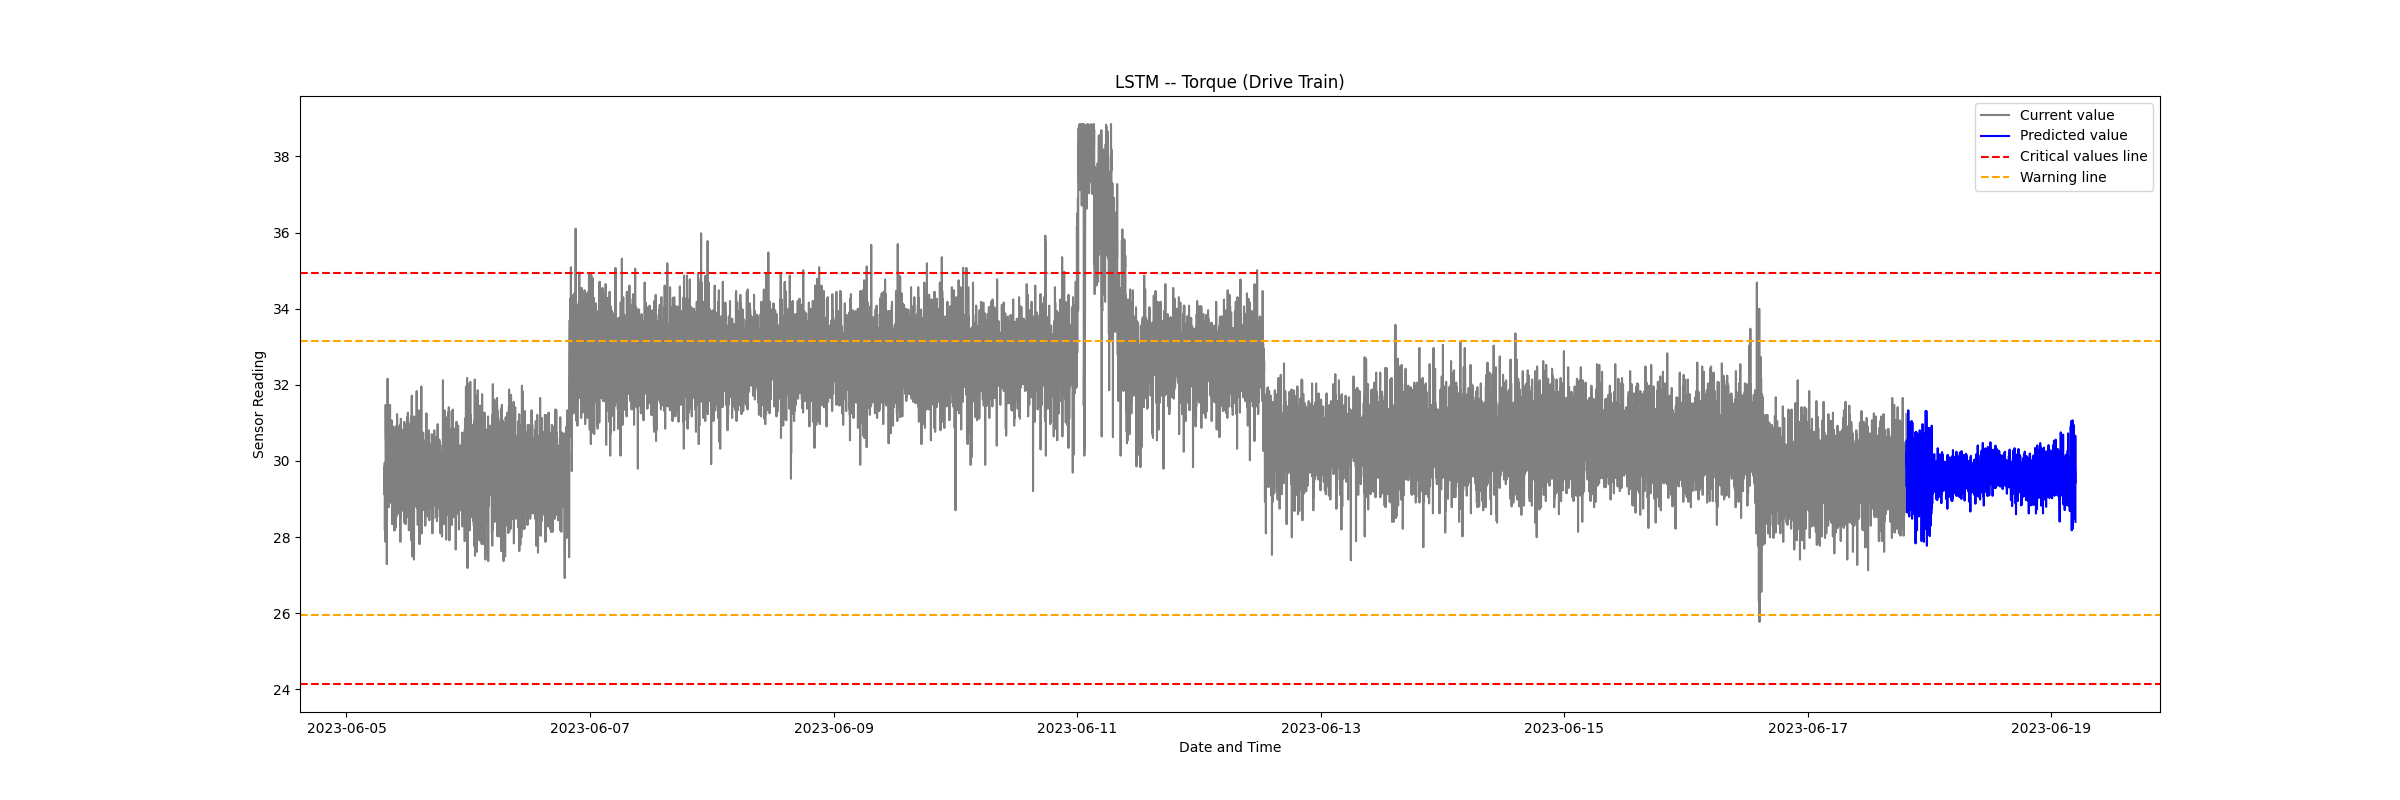 LSTM -- Torque (Drive Train)
Current value
Predicted value
Critical values line
Warning line
Sensor Reading
38
36
34
32
30
28
26
24
2023-06-05 2023-06-07 2023-06-09 2023-06-11 2023-06-13 2023-06-15 2023-06-17 2023-06-19
Date and Time